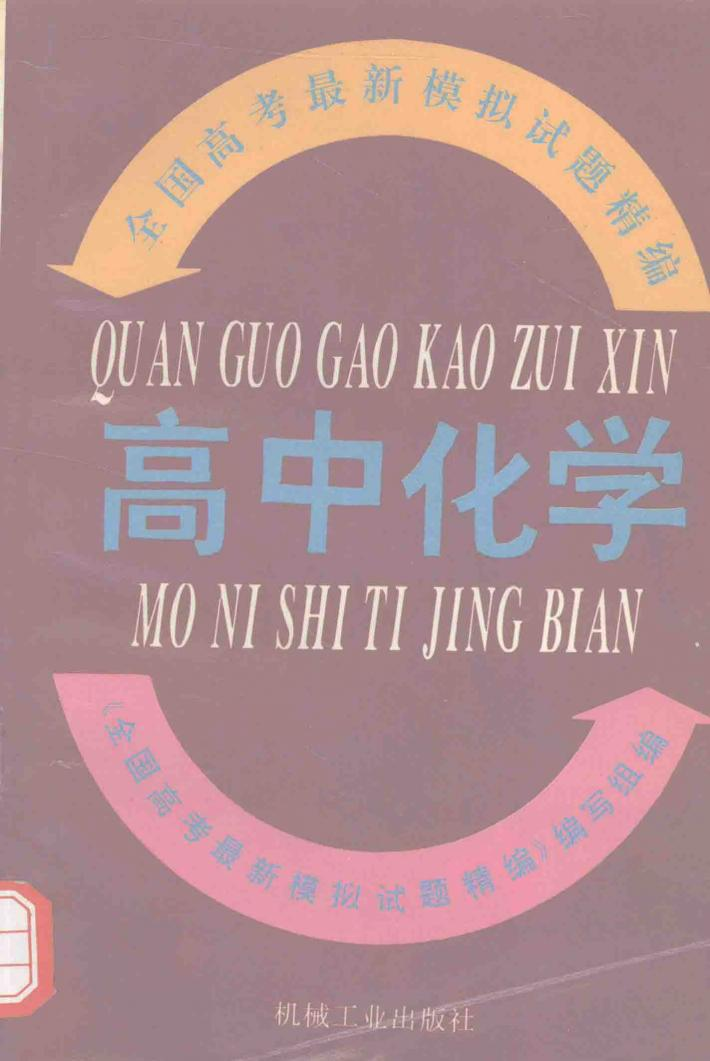 全国高考最新模拟试题精编
QUAN GUO GAO KAO ZUI XIN
高中化学
MO NI SHI TI JING BIAN
《全国高考最新模拟试题精编》编写组编
机械工业出版社